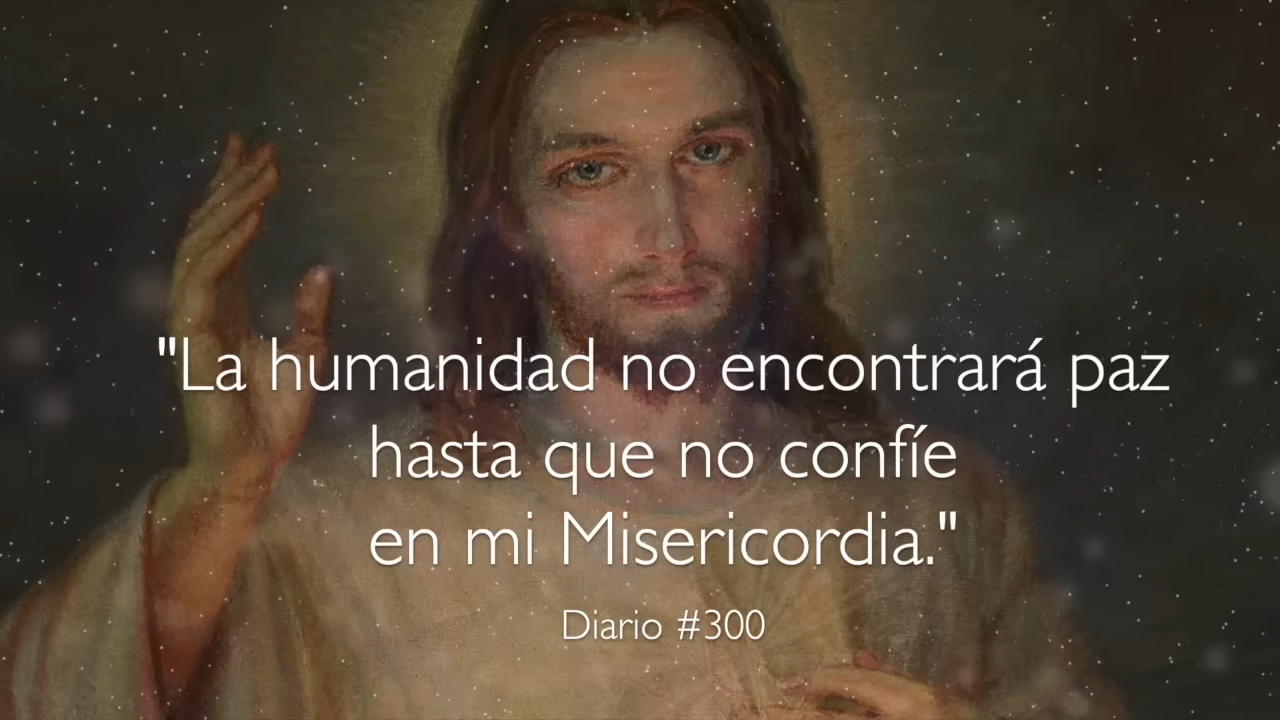 "La humanidad no encontrará paz
hasta que no confíe
en mi Misericordia."
Diario #300